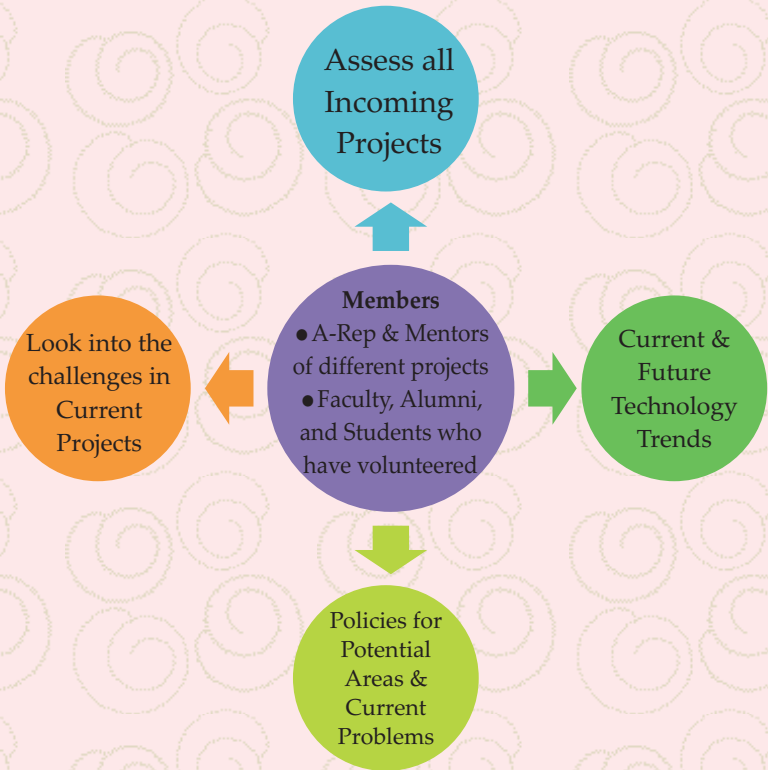 Assess all
Incoming
Projects
Members
● A-Rep & Mentors
of different projects
● Faculty, Alumni,
and Students who
have volunteered
Look into the
challenges in
Current
Projects
Current &
Future
Technology
Trends
Policies for
Potential
Areas &
Current
Problems